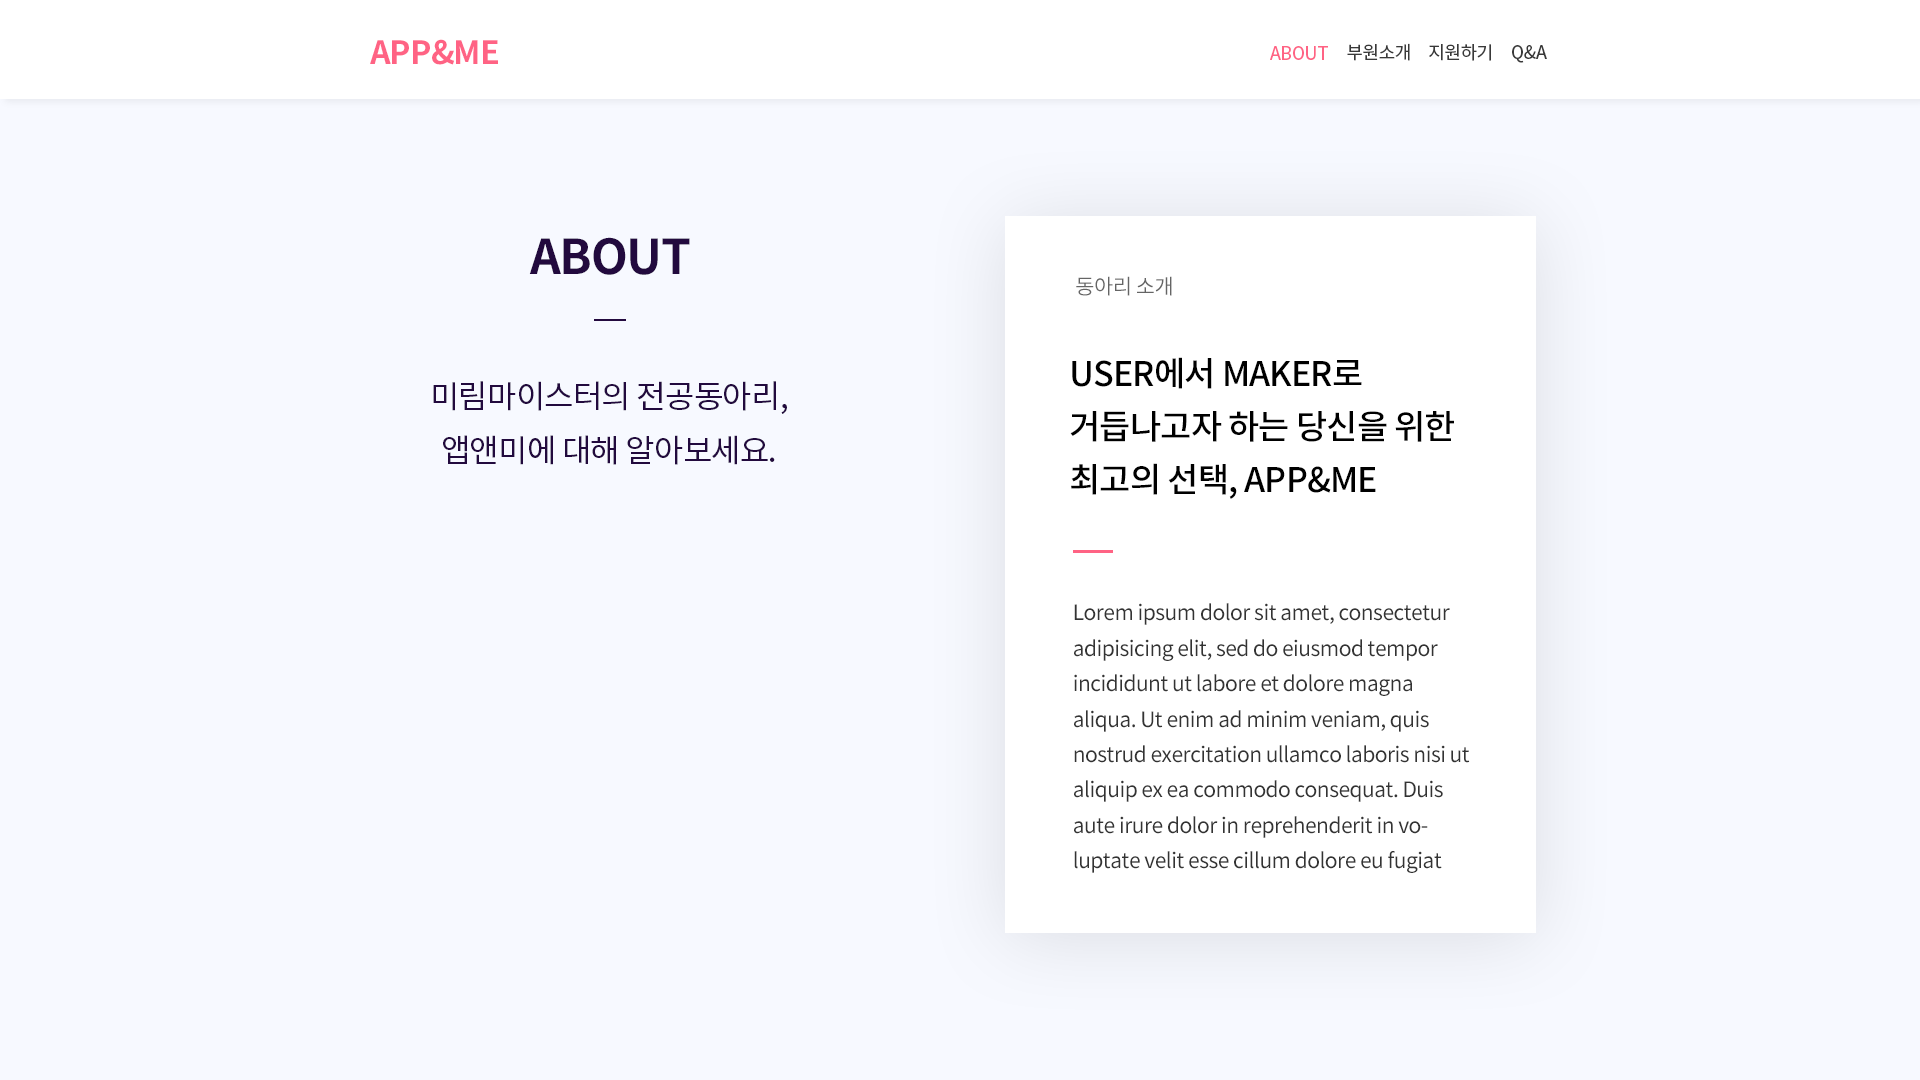 APP&ME
ABOUT 부원소개 지원하기 Q&A
ABOUT
미림마이스터의 전공동아리,
앱앤미에 대해 알아보세요.
동아리 소개
USER에서 MAKER로
거듭나고자 하는 당신을 위한
최고의 선택, APP&ME
Lorem ipsum dolor sit amet, consectetur
adipisicing elit, sed do eiusmod tempor
incididunt ut labore et dolore magna
aliqua. Ut enim ad minim veniam, quis
nostrud exercitation ullamco laboris nisi ut
aliquip ex ea commodo consequat. Duis
aute irure dolor in reprehenderit in vo-
luptate velit esse cillum dolore eu fugiat